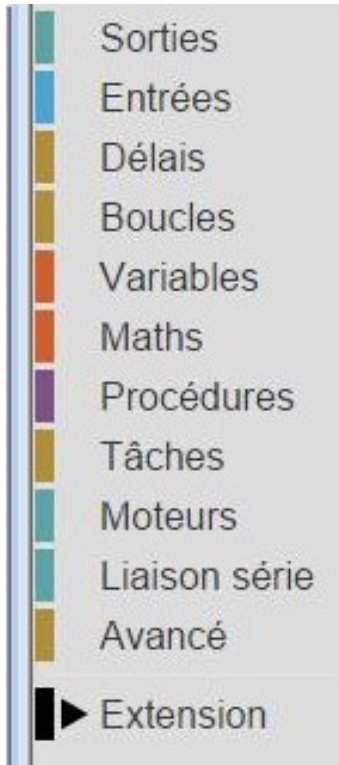 Sorties
Entrées
Délais
Boucles
Variables
Maths
Procédures
Tâches
Moteurs
Liaison série
Avancé
Extension